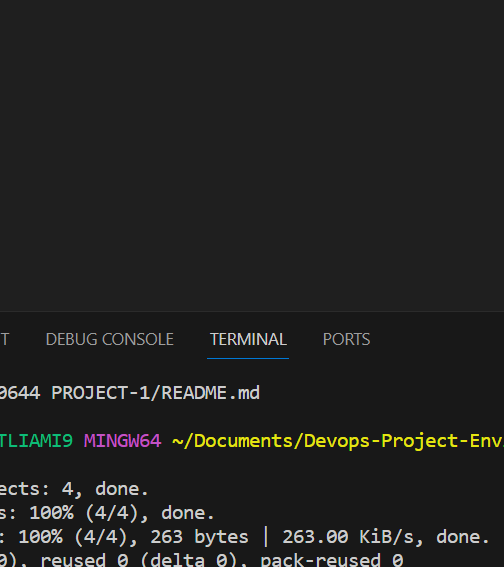 T DEBUG CONSOLE TERMINAL PORTS
0644 PROJECT-1/README.md
TLIAMI9 MINGW64 ~/Documents/Devops-Project-Env
ects: 4, done.
s: 100% (4/4), done.
: 100% (4/4), 263 bytes | 263.00 KiB/s, done.
0), reused 0 (delta 0), pack-reused 0